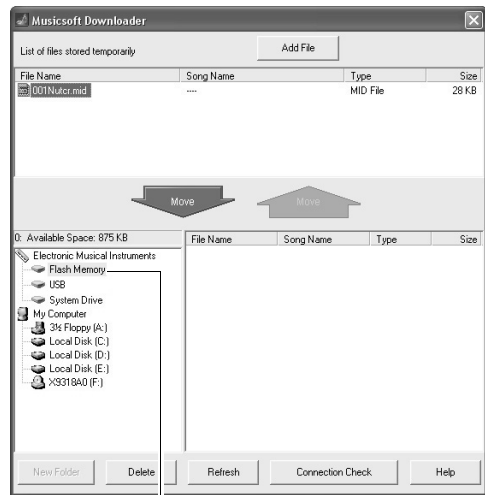 Musicsoft Downloader
List of files stored temporarily
Add File
File Name Song Name Type Size
001Nutcr.mid ---- MID File 28 KB
Move Move
0: Available Space: 875 KB
File Name Song Name Type Size
Electronic Musical Instruments
Flash Memory
USB
System Drive
My Computer
3½ Floppy (A:)
Local Disk (C:)
Local Disk (D:)
Local Disk (E:)
X9318A0 (F:)
New Folder Delete Refresh Connection Check Help